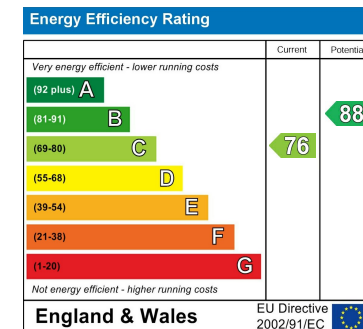 Energy Efficiency Rating
Current Potentia
Very energy efficient - lower running costs
(92 plus) A
(81-91) B
88
(69-80) C
76
(55-68) D
(39-54) E
(21-38) F
(1-20) G
Not energy efficient - higher running costs
England & Wales
EU Directive
2002/91/EC